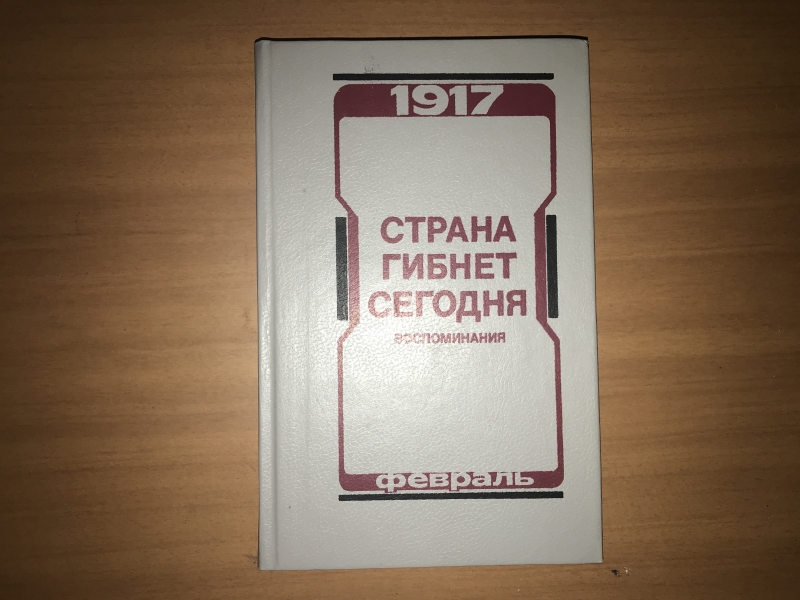 1917
СТРАНА
ГИБНЕТ
СЕГОДНЯ
ВОСПОМИНАНИЯ
февраль